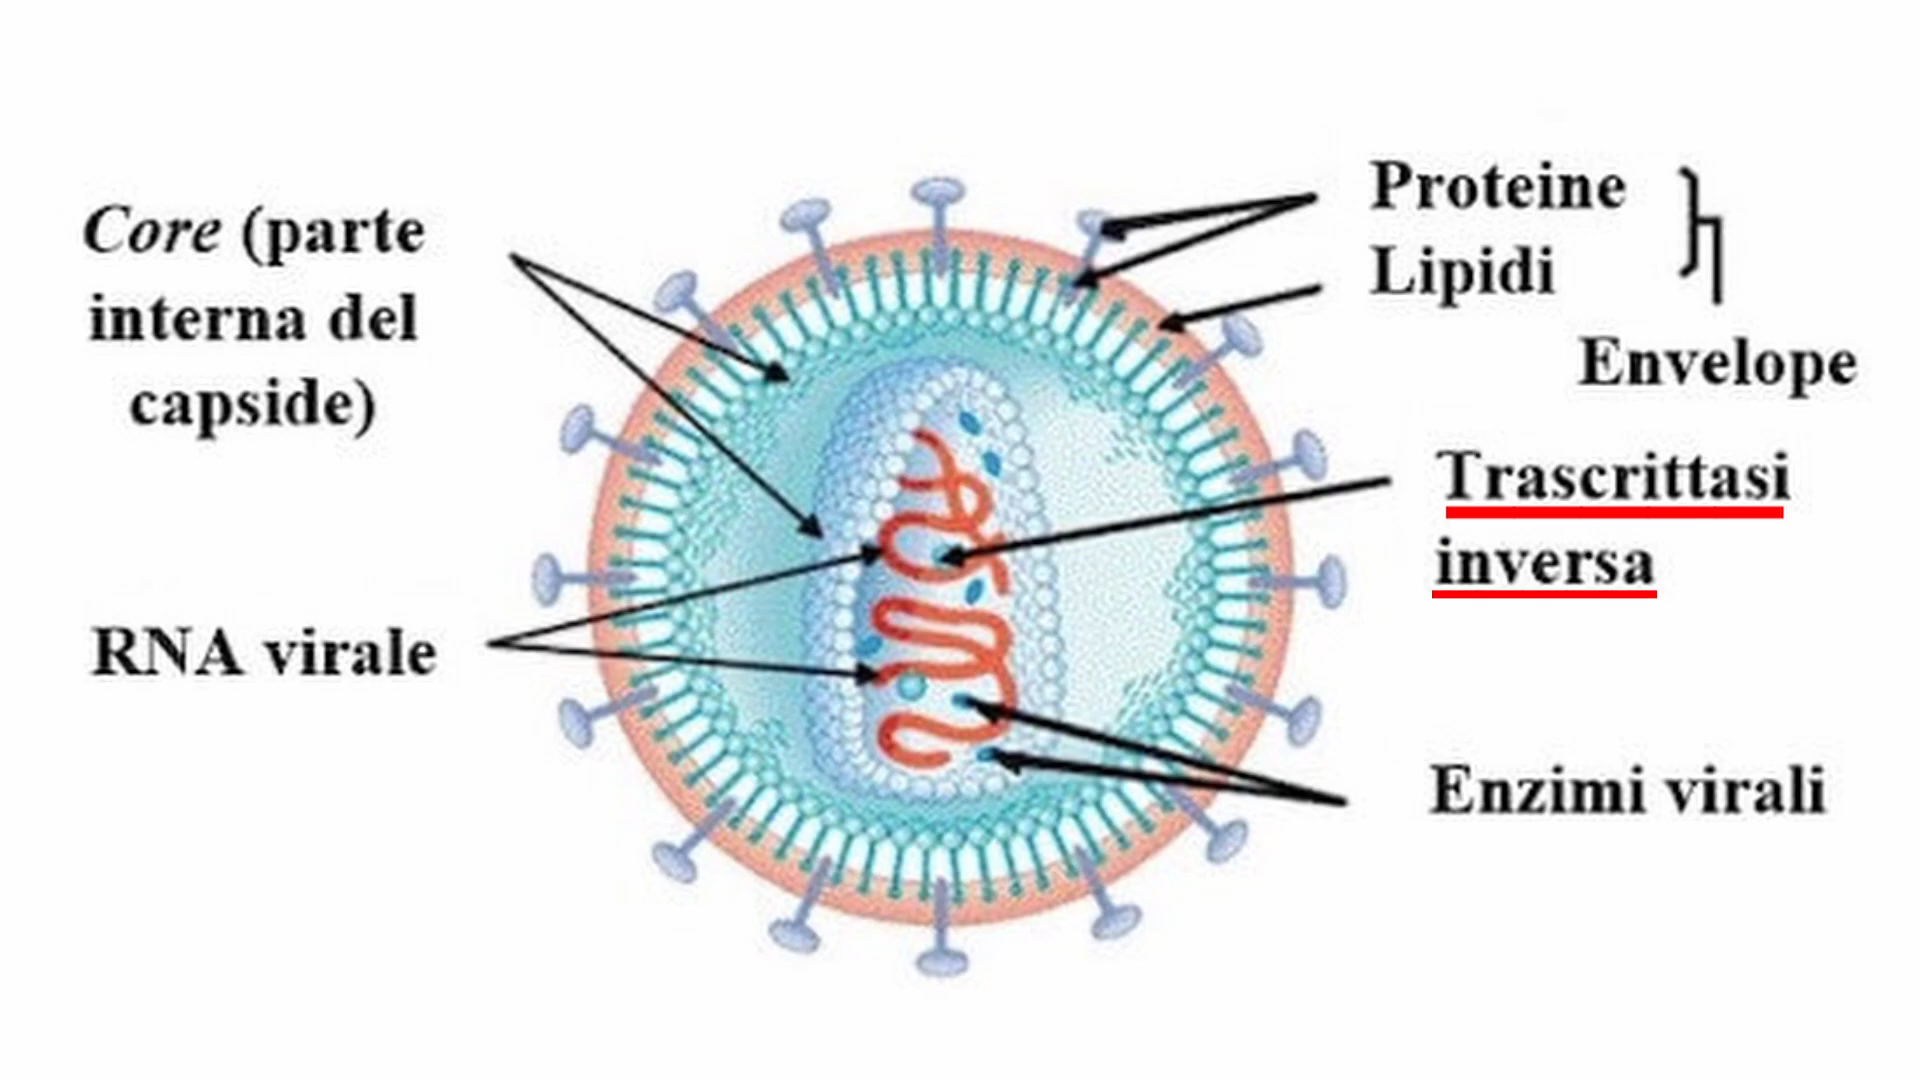 Core (parte
interna del
capside)
RNA virale
Proteine
Lipidi
Envelope
Trascrittasi
inversa
Enzimi virali